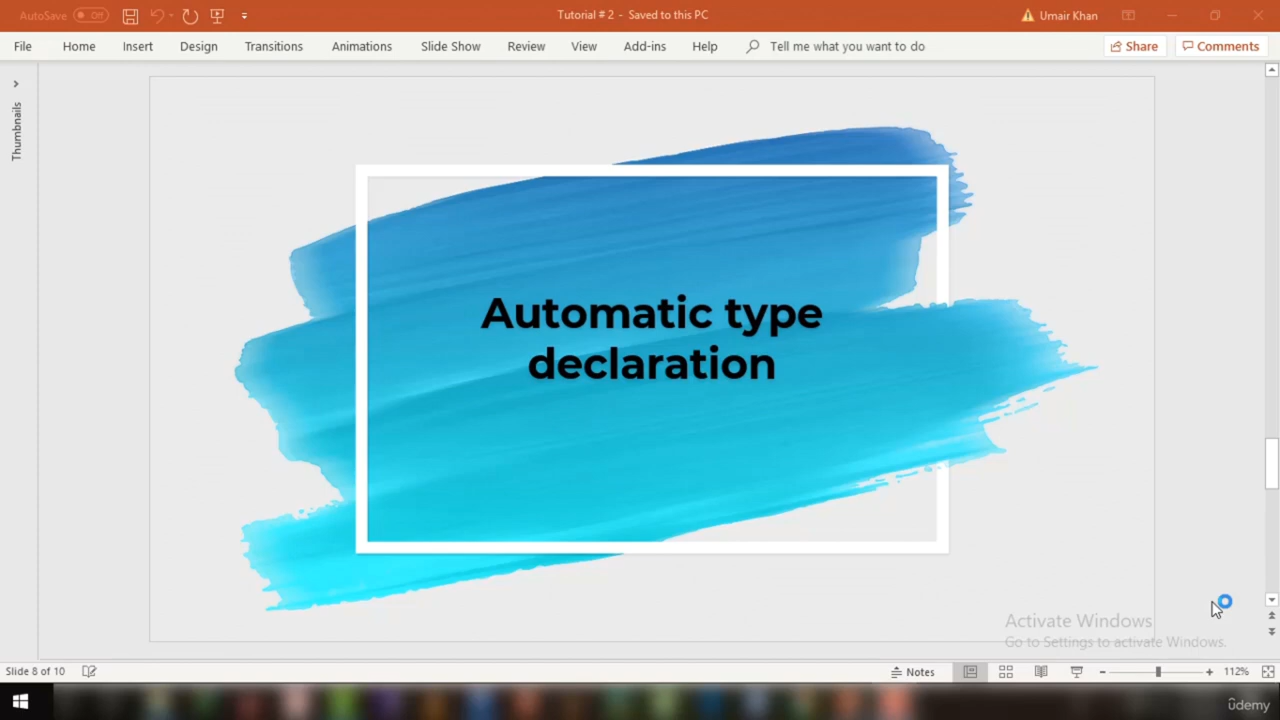 AutoSave Off Tutorial # 2 - Saved to this PC Umair Khan
File Home Insert Design Transitions Animations Slide Show Review View Add-ins Help Tell me what you want to do Share Comments
Thumbnails
Automatic type
declaration
Activate Windows
Go to Settings to activate Windows.
Slide 8 of 10 Notes 112%
ûdemy